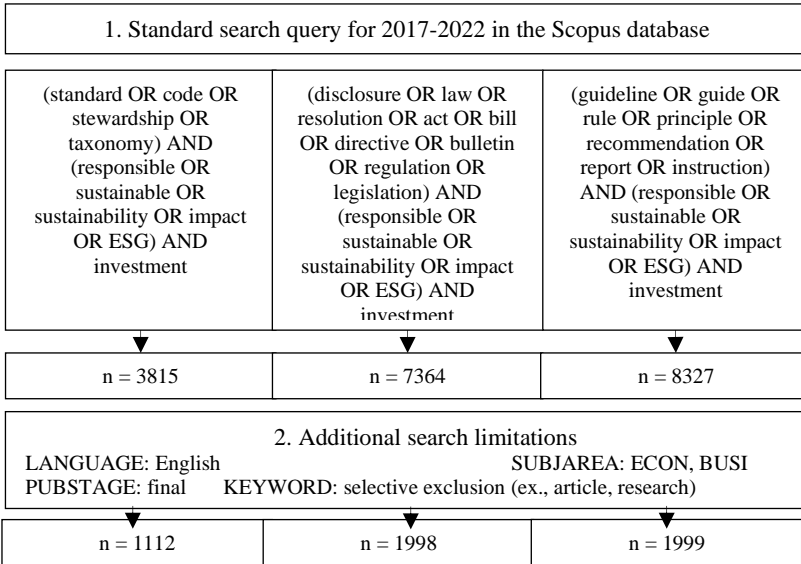 1. Standard search query for 2017-2022 in the Scopus database
(standard OR code OR
stewardship OR
taxonomy) AND
(responsible OR
sustainable OR
sustainability OR impact
OR ESG) AND
investment
(disclosure OR law OR
resolution OR act OR bill
OR directive OR bulletin
OR regulation OR
legislation) AND
(responsible OR
sustainable OR
sustainability OR impact
OR ESG) AND
investment
(guideline OR guide OR
rule OR principle OR
recommendation OR
report OR instruction)
AND (responsible OR
sustainable OR
sustainability OR impact
OR ESG) AND
investment
n = 3815
n = 7364
n = 8327
2. Additional search limitations
LANGUAGE: English SUBJAREA: ECON, BUSI
PUBSTAGE: final KEYWORD: selective exclusion (ex., article, research)
n = 1112
n = 1998
n = 1999